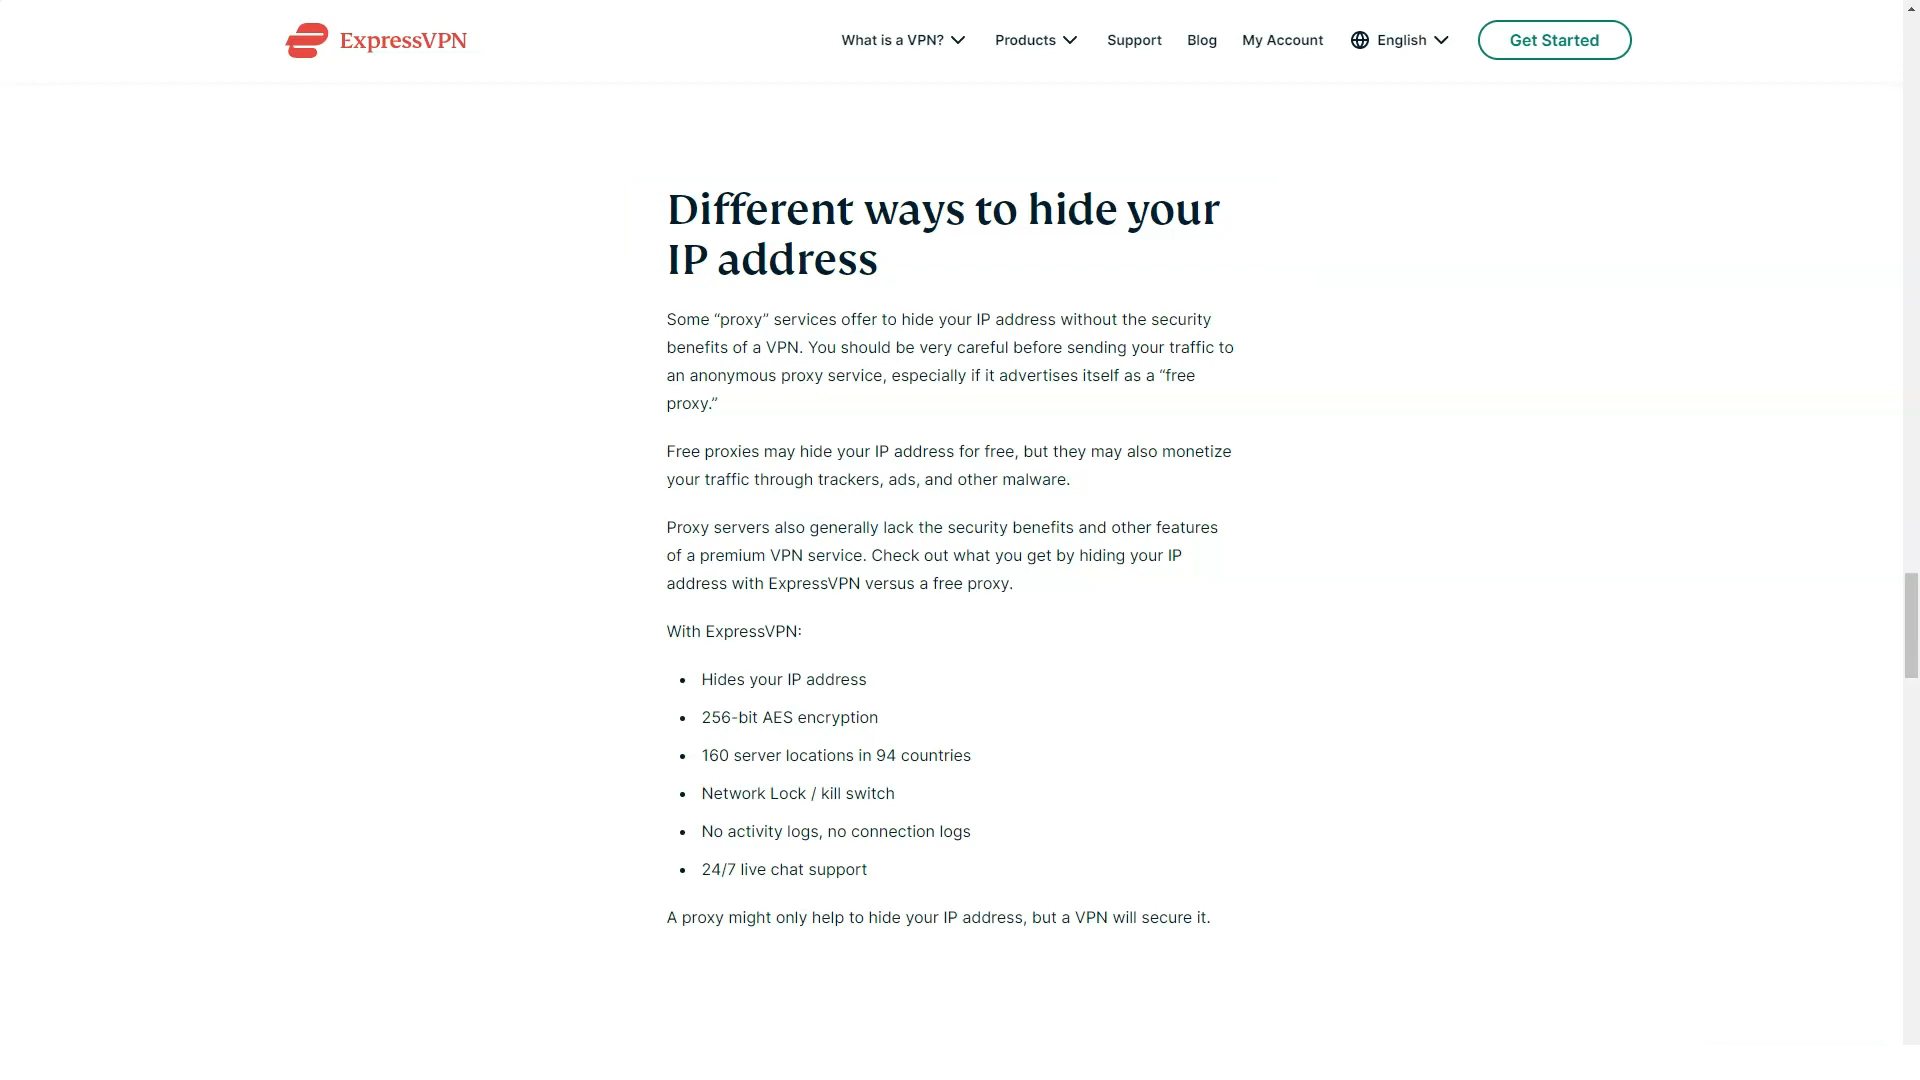 ExpressVPN
What is a VPN?
Products
Support
Blog
My Account
English
Get Started
Different ways to hide your
IP address
Some “proxy” services offer to hide your IP address without the security
benefits of a VPN. You should be very careful before sending your traffic to
an anonymous proxy service, especially if it advertises itself as a “free
proxy.”
Free proxies may hide your IP address for free, but they may also monetize
your traffic through trackers, ads, and other malware.
Proxy servers also generally lack the security benefits and other features
of a premium VPN service. Check out what you get by hiding your IP
address with ExpressVPN versus a free proxy.
With ExpressVPN:
• Hides your IP address
• 256-bit AES encryption
• 160 server locations in 94 countries
• Network Lock / kill switch
• No activity logs, no connection logs
• 24/7 live chat support
A proxy might only help to hide your IP address, but a VPN will secure it.